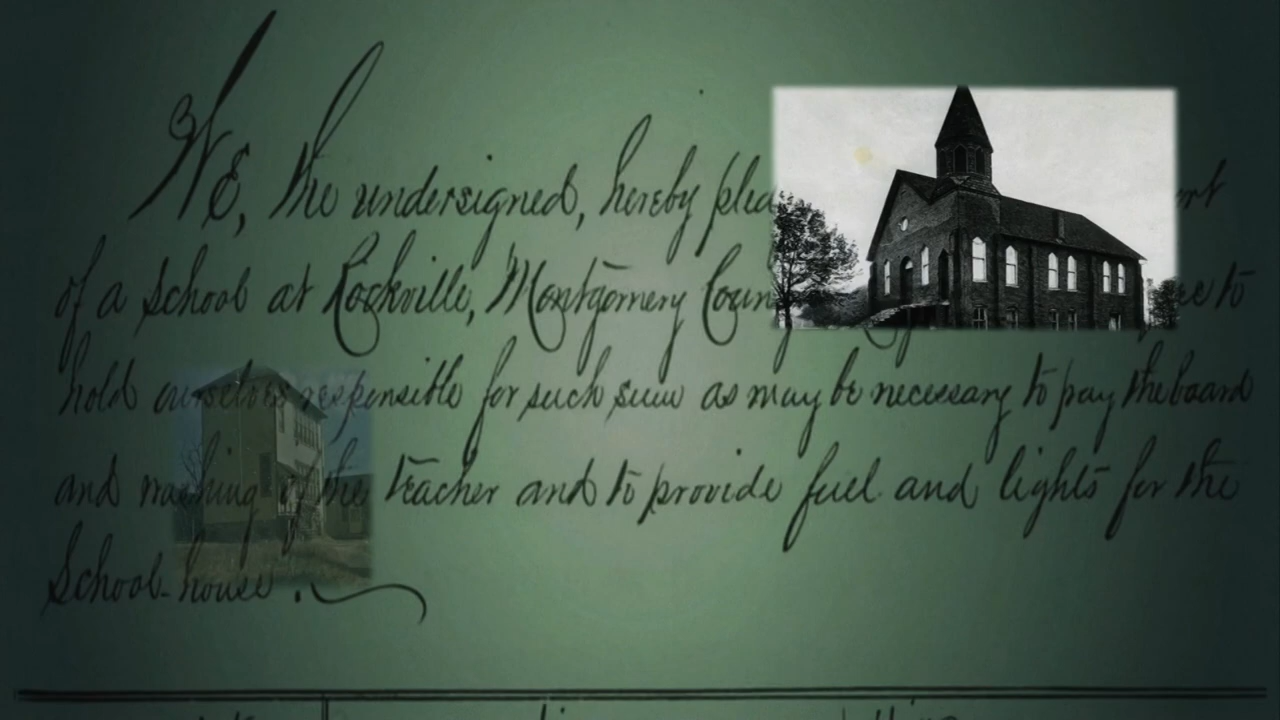 We, the undersigned, hereby
of a School at Rockville, Montgomery
hold ourselves responsible for such sum as may be necessary to pay the board
and washing of the teacher and to provide fuel and lights for the
School-house.